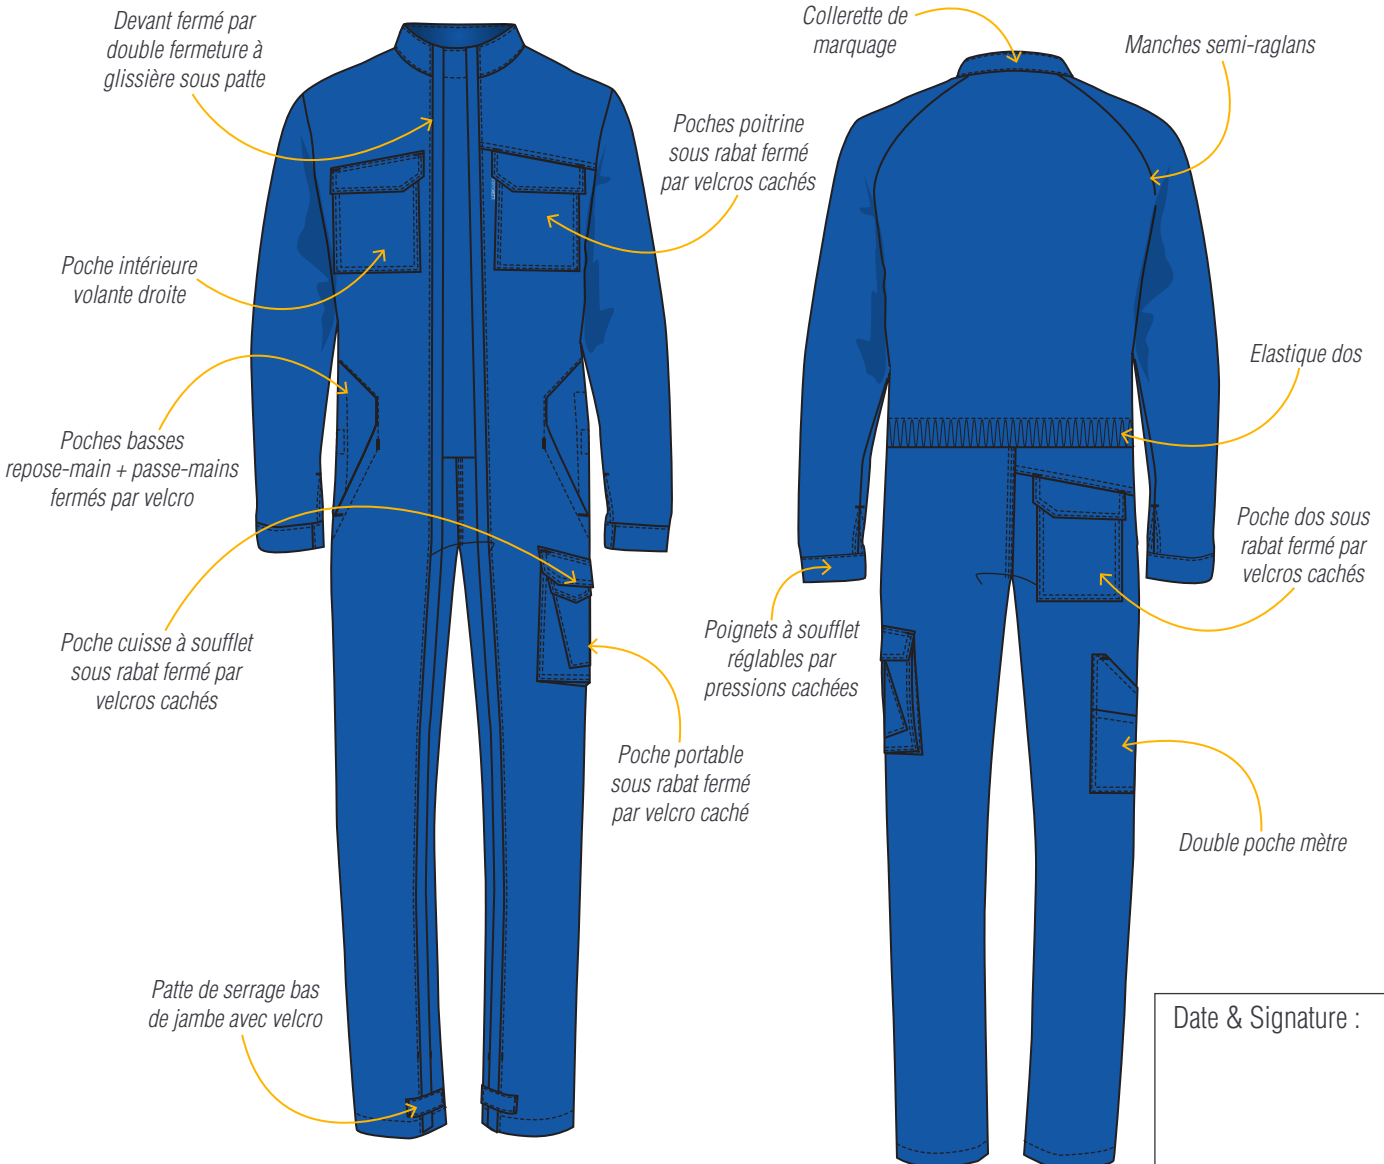 Devant fermé par
double fermeture à
glissière sous patte
Poches poitrine
sous rabat fermé
par velcros cachés
Poche intérieure
volante droite
Poches basses
repose-main + passe-mains
fermés par velcro
Poche cuisse à soufflet
sous rabat fermé par
velcros cachés
Poche portable
sous rabat fermé
par velcro caché
Patte de serrage bas
de jambe avec velcro
Collerette de
marquage
Manches semi-raglans
Elastique dos
Poche dos sous
rabat fermé par
velcros cachés
Poignets à soufflet
réglables par
pressions cachées
Double poche mètre
Date & Signature :